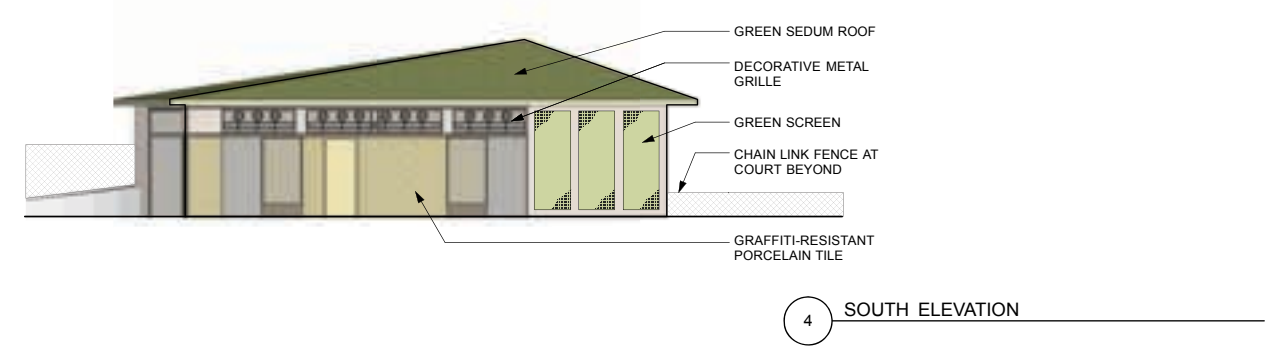 GREEN SEDUM ROOF
DECORATIVE METAL
GRILLE
GREEN SCREEN
CHAIN LINK FENCE AT
COURT BEYOND
GRAFFITI-RESISTANT
PORCELAIN TILE
4 SOUTH ELEVATION